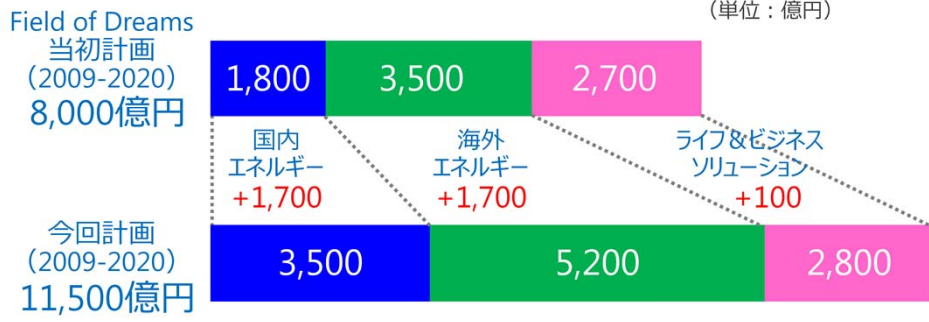 （単位：億円）
Field of Dreams
当初計画
（2009-2020）
8,000億円
1,800
3,500
2,700
国内
エネルギー
+1,700
海外
エネルギー
+1,700
ライフ＆ビジネス
ソリューション
+100
今回計画
（2009-2020）
11,500億円
3,500
5,200
2,800